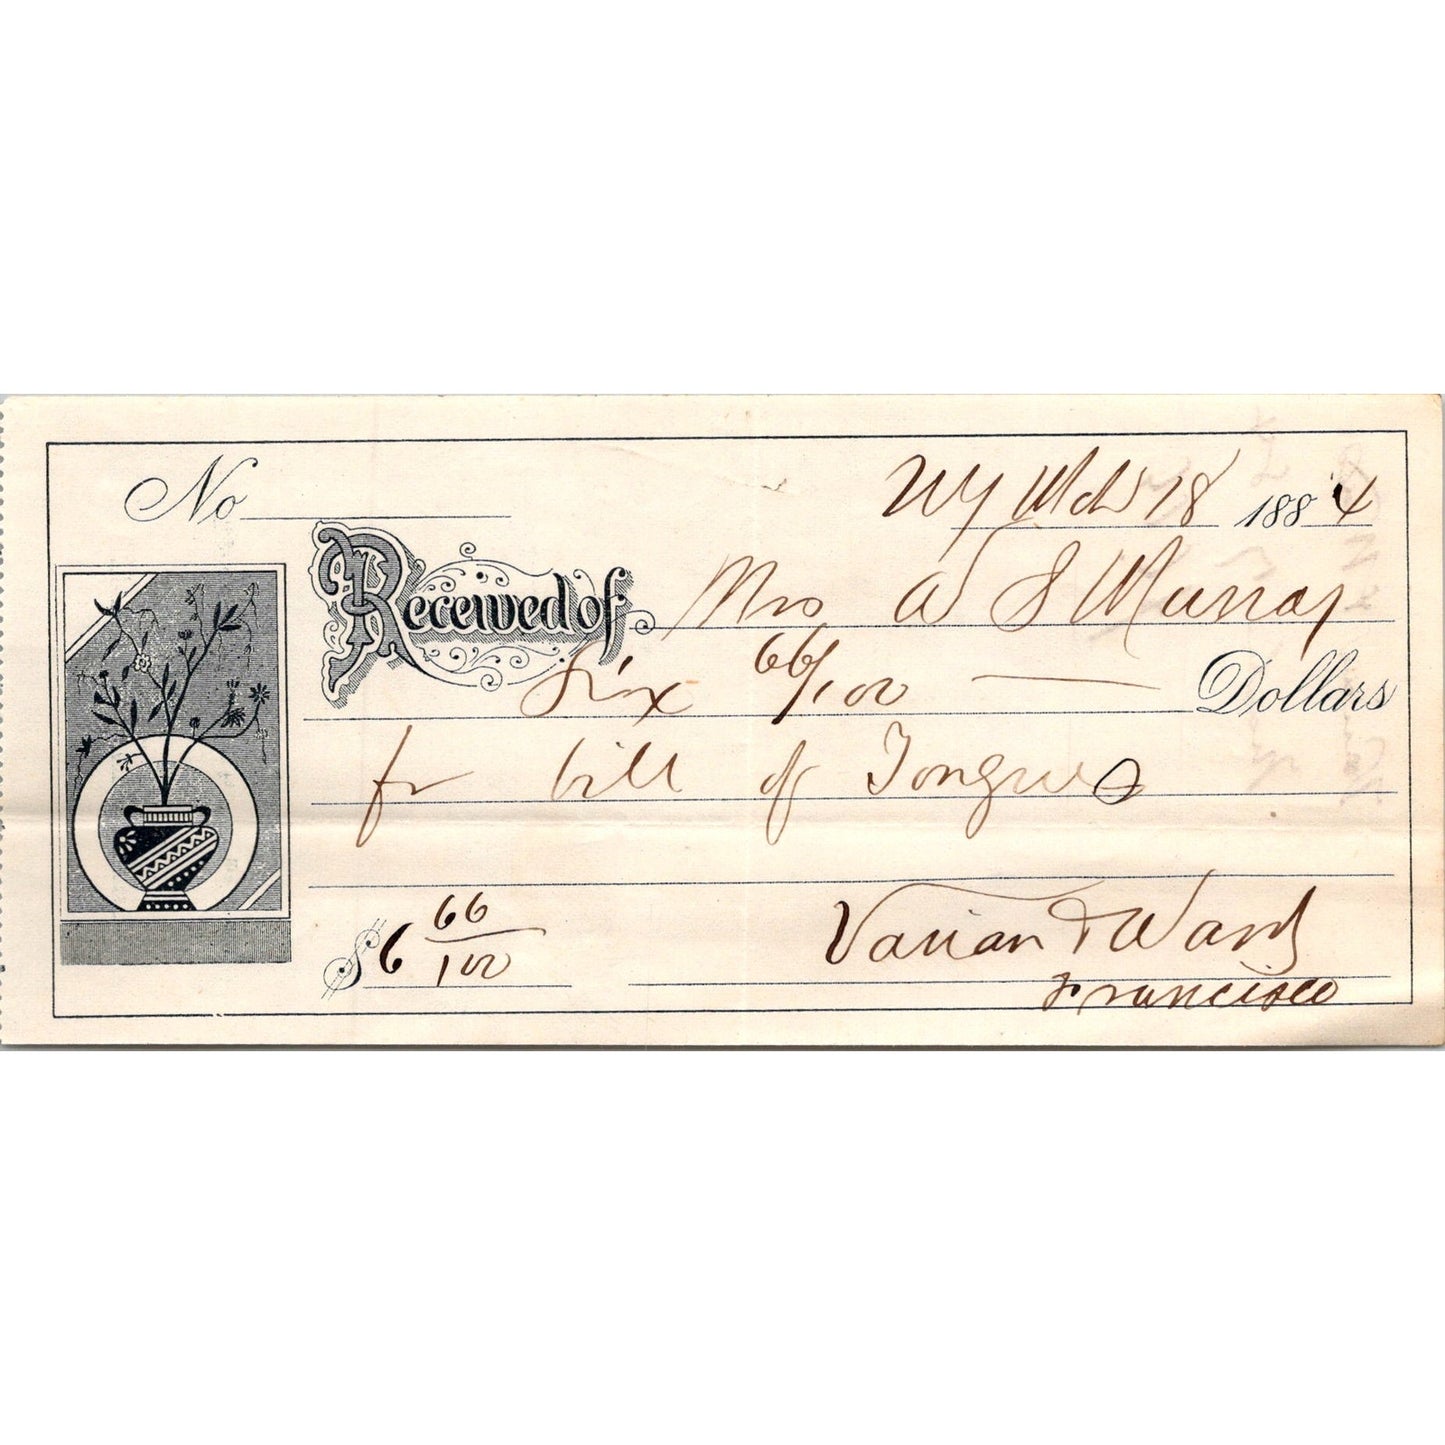 No
NY Mch 18 1884
Received of Mrs W S Murray
Six 66/100 Dollars
for bill of Tongues
$6 66/100
Varian & Ward
Francisco